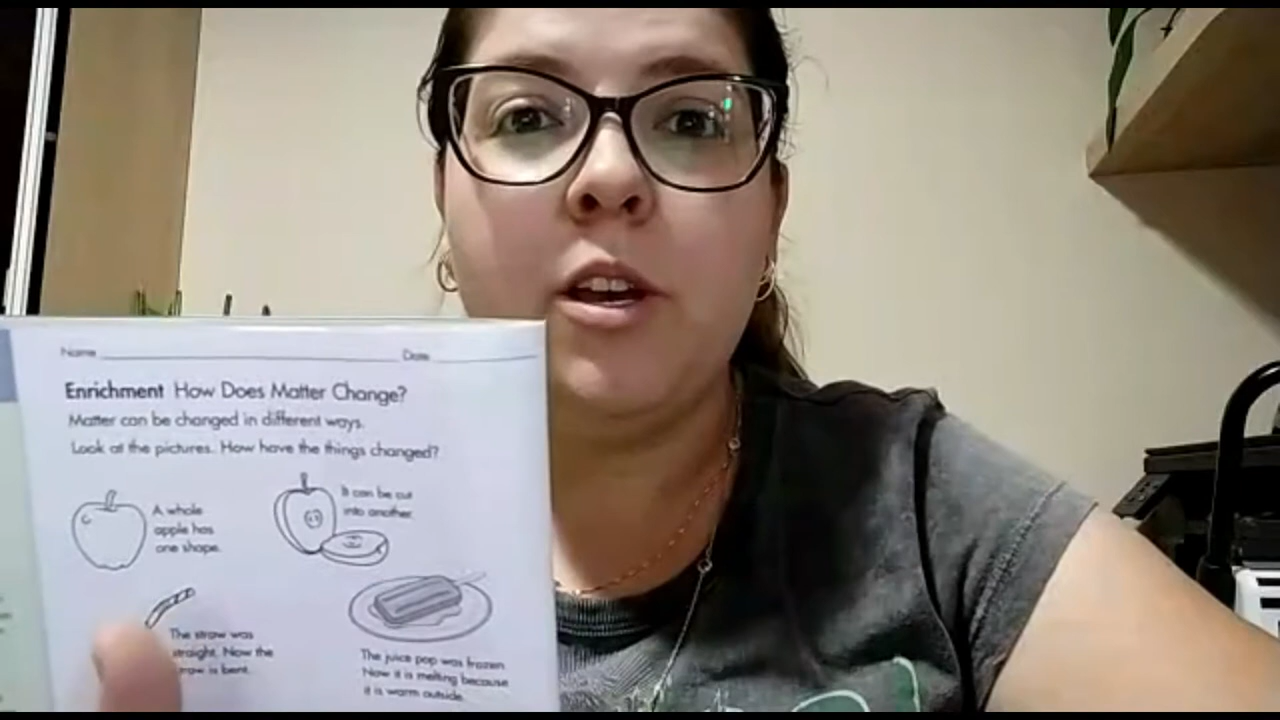 Name Date
Enrichment How Does Matter Change?
Matter can be changed in different ways.
Look at the pictures. How have the things changed?
A whole
apple has
one shape.
It can be cut
into another.
The straw was
straight. Now the
straw is bent.
The juice pop was frozen.
Now it is melting because
it is warm outside.